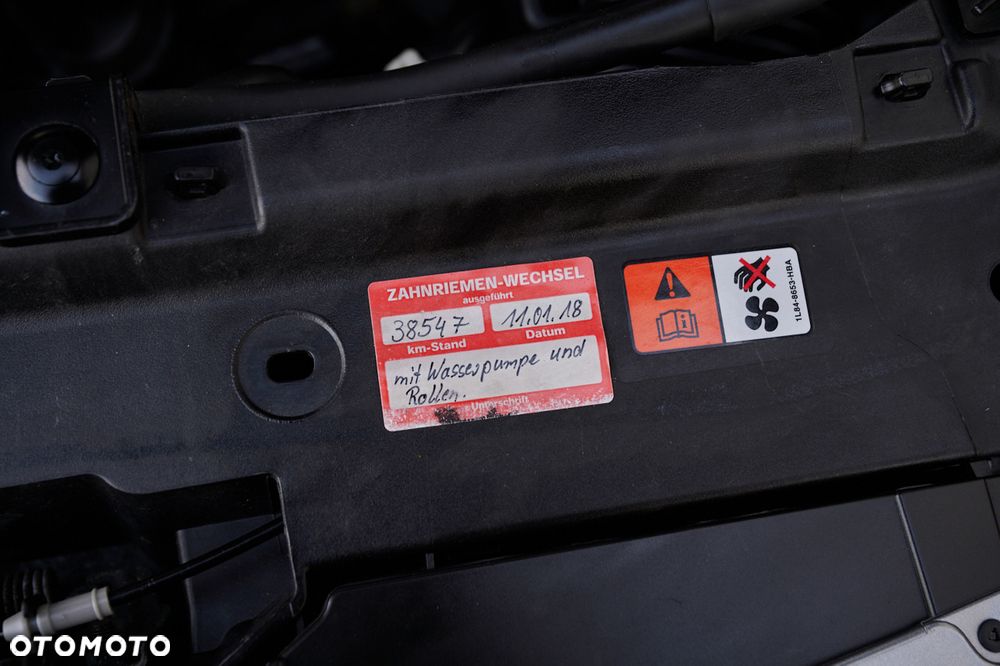 ZAHNRIEMEN-WECHSEL
ausgeführt
38547 11.01.18
km-Stand Datum
mit Wasserpumpe und
Rollen.
Unterschrift
1L84-8653-HBA
OTOMOTO